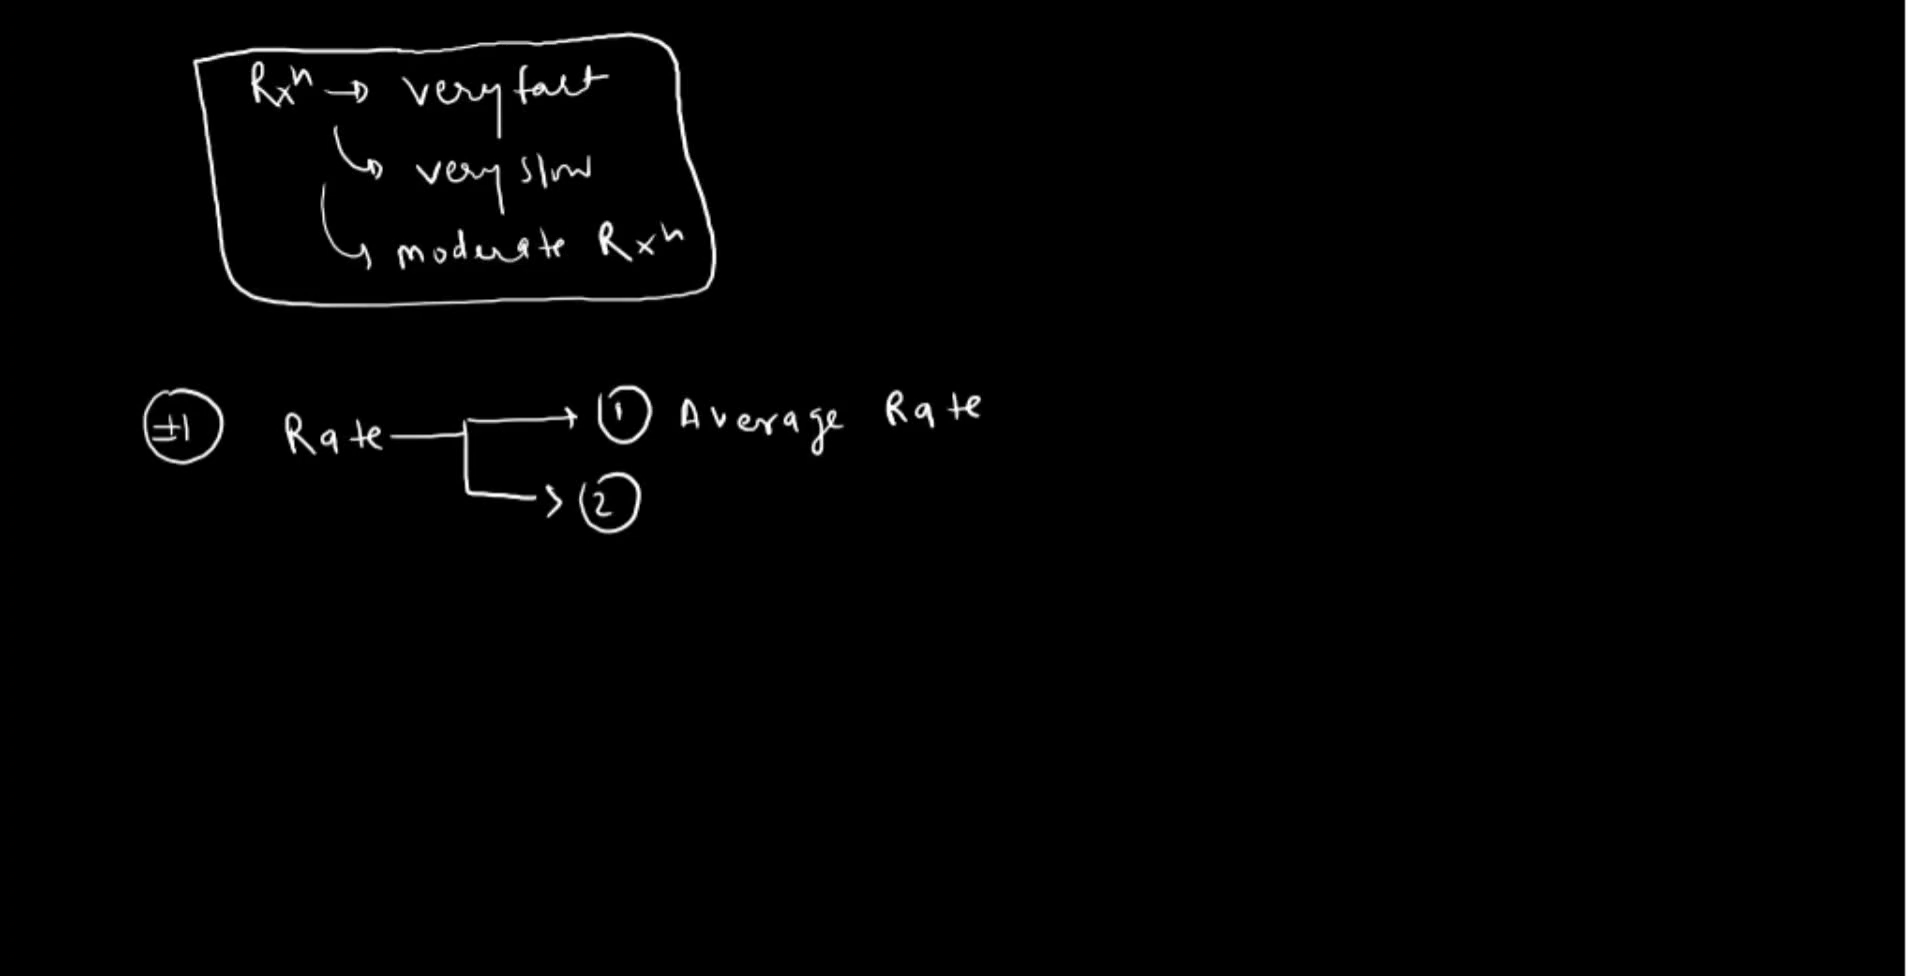 Rxⁿ → very fast
↳ very slow
↳ moderate Rxⁿ
±1 Rate → ① Average Rate
→ ②